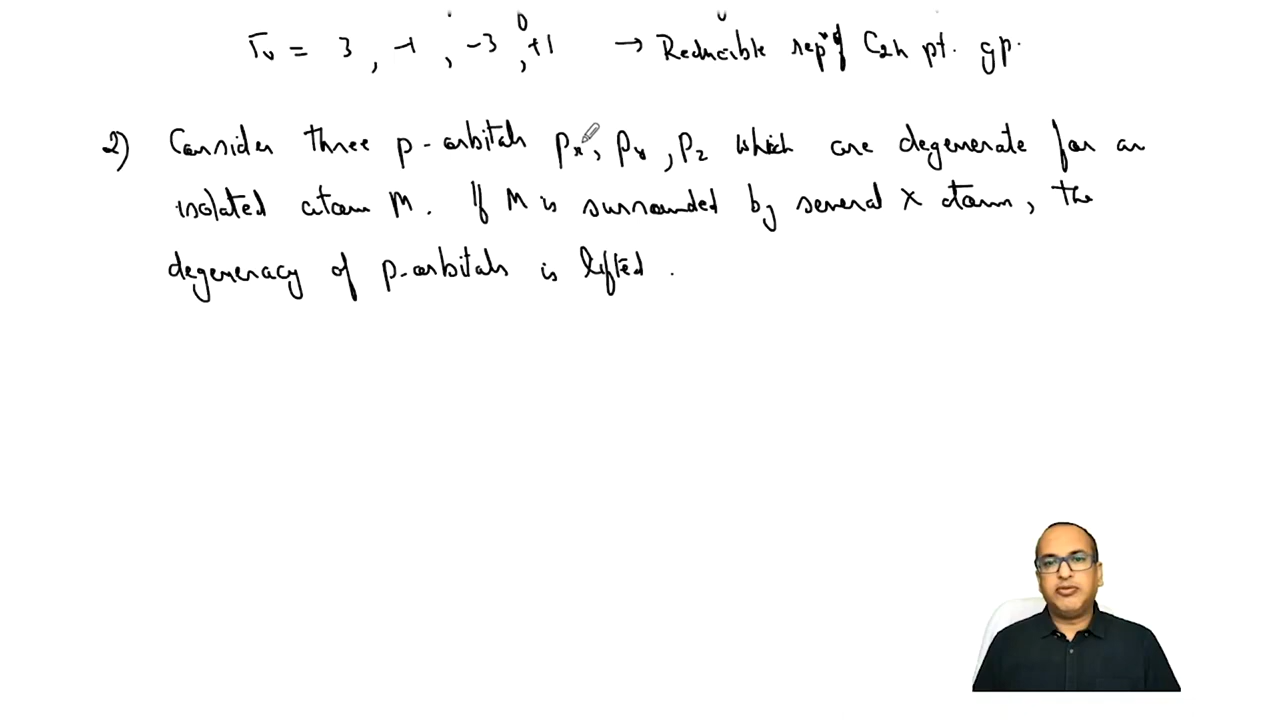 Γv = 3 , -1 , -3 , +1 → Reducible rep of C2h pt. gp.
2) Consider three p-orbitals px, py, pz which are degenerate for an
isolated atom M. If M is surrounded by several X atoms, the
degeneracy of p-orbitals is lifted.